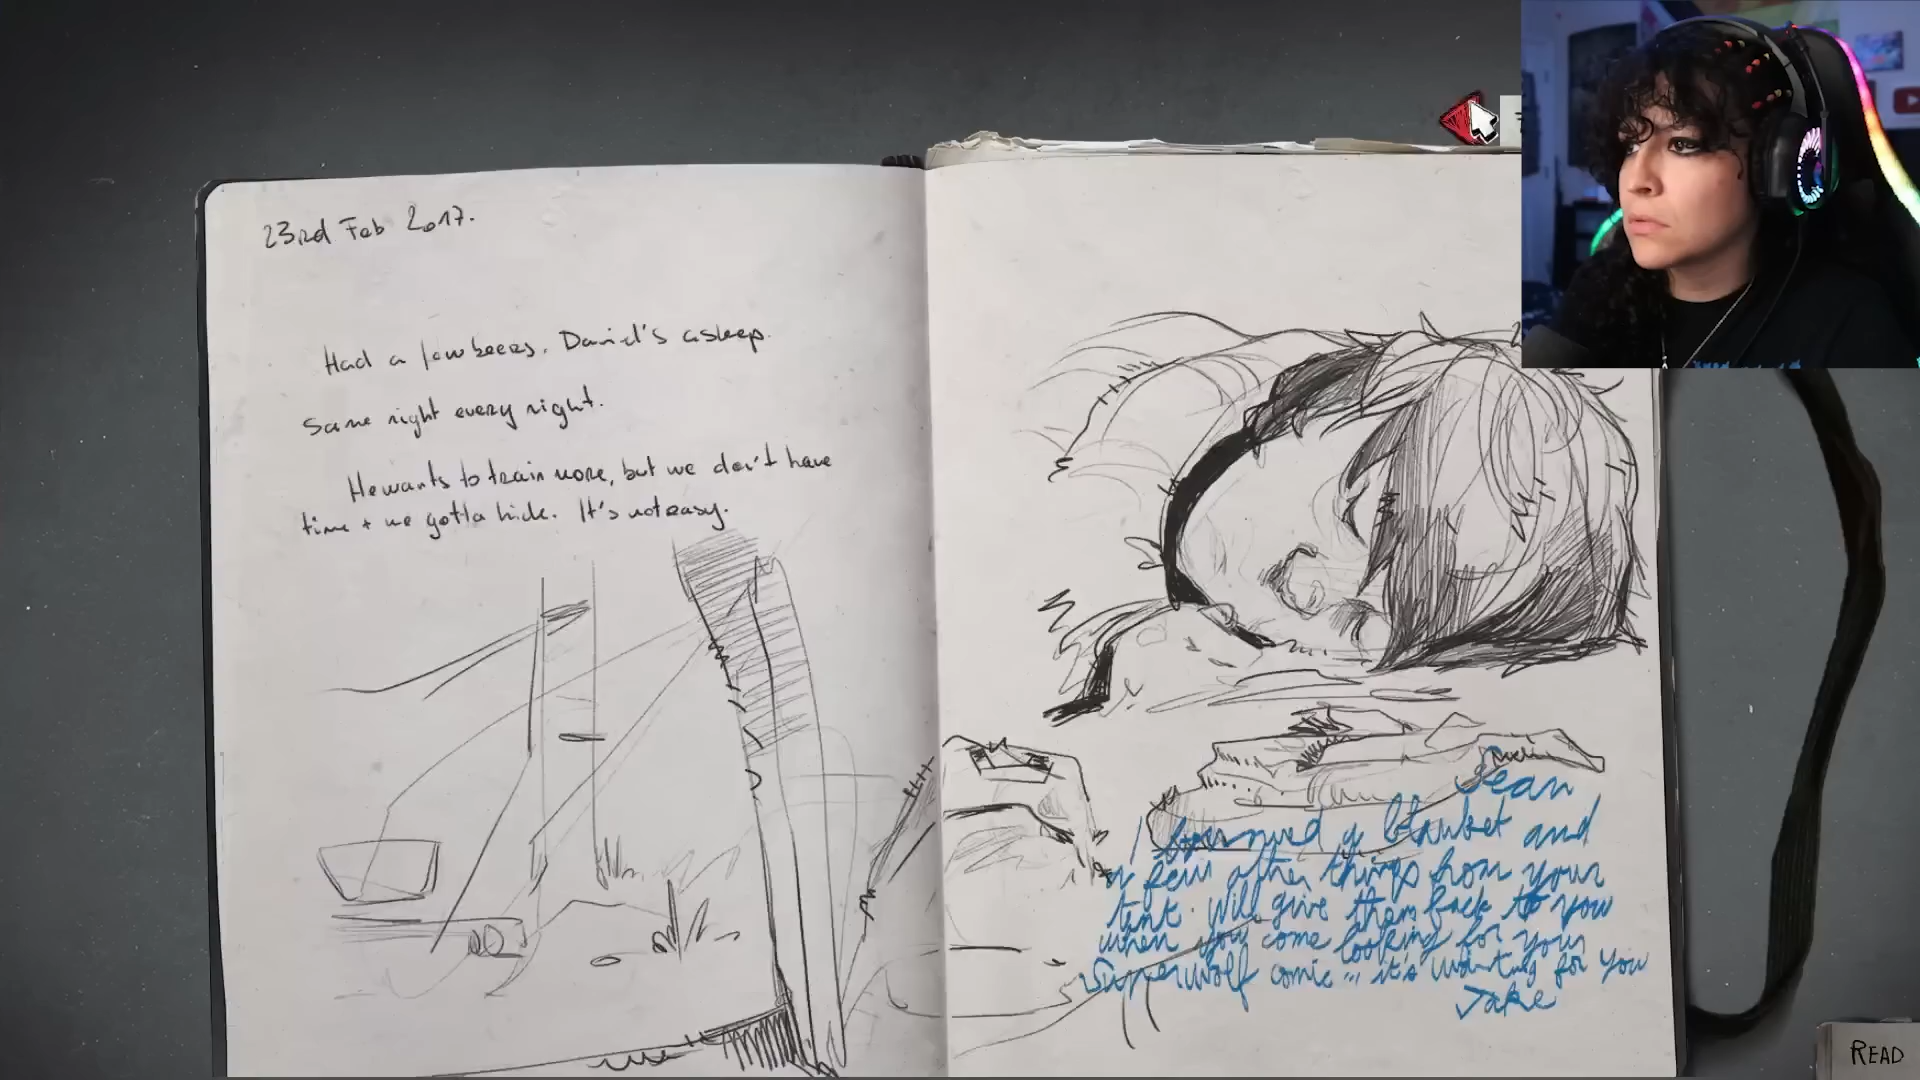 23rd Feb 2017.
Had a few beers. Daniel's asleep.
Same night every night.
He wants to train more, but we don't have
time + we gotta hide. It's not easy.
Sean
I borrowed a blanket and
a few other things from your
tent. Will give them back to you
when you come looking for your
Superwolf comic... it's waiting for you
Jake
READ